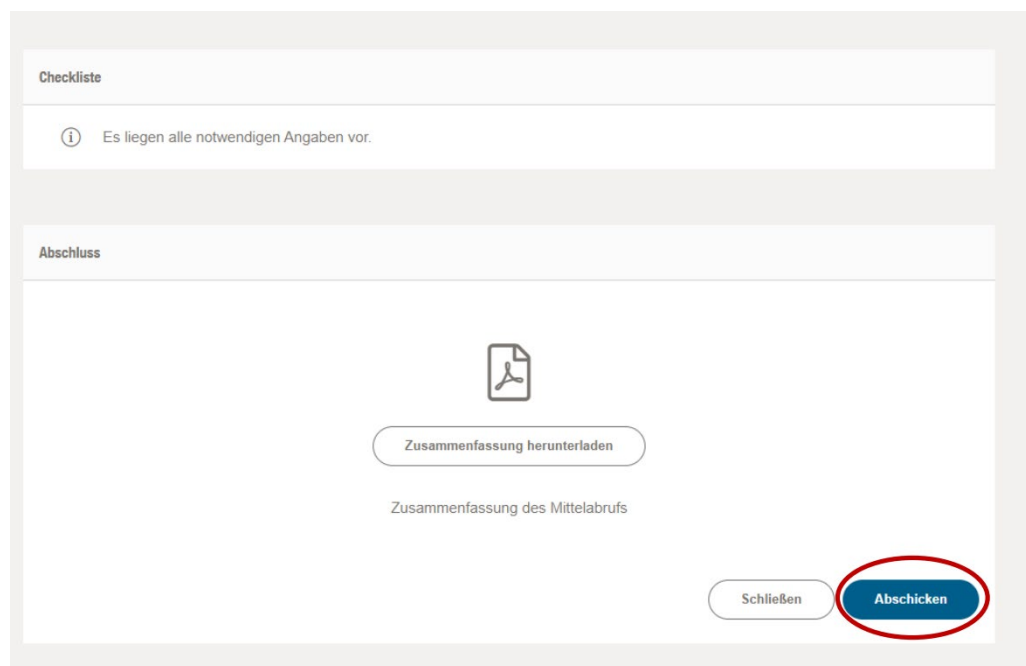 Checkliste
Es liegen alle notwendigen Angaben vor.
Abschluss
Zusammenfassung herunterladen
Zusammenfassung des Mittelabrufs
Schließen
Abschicken